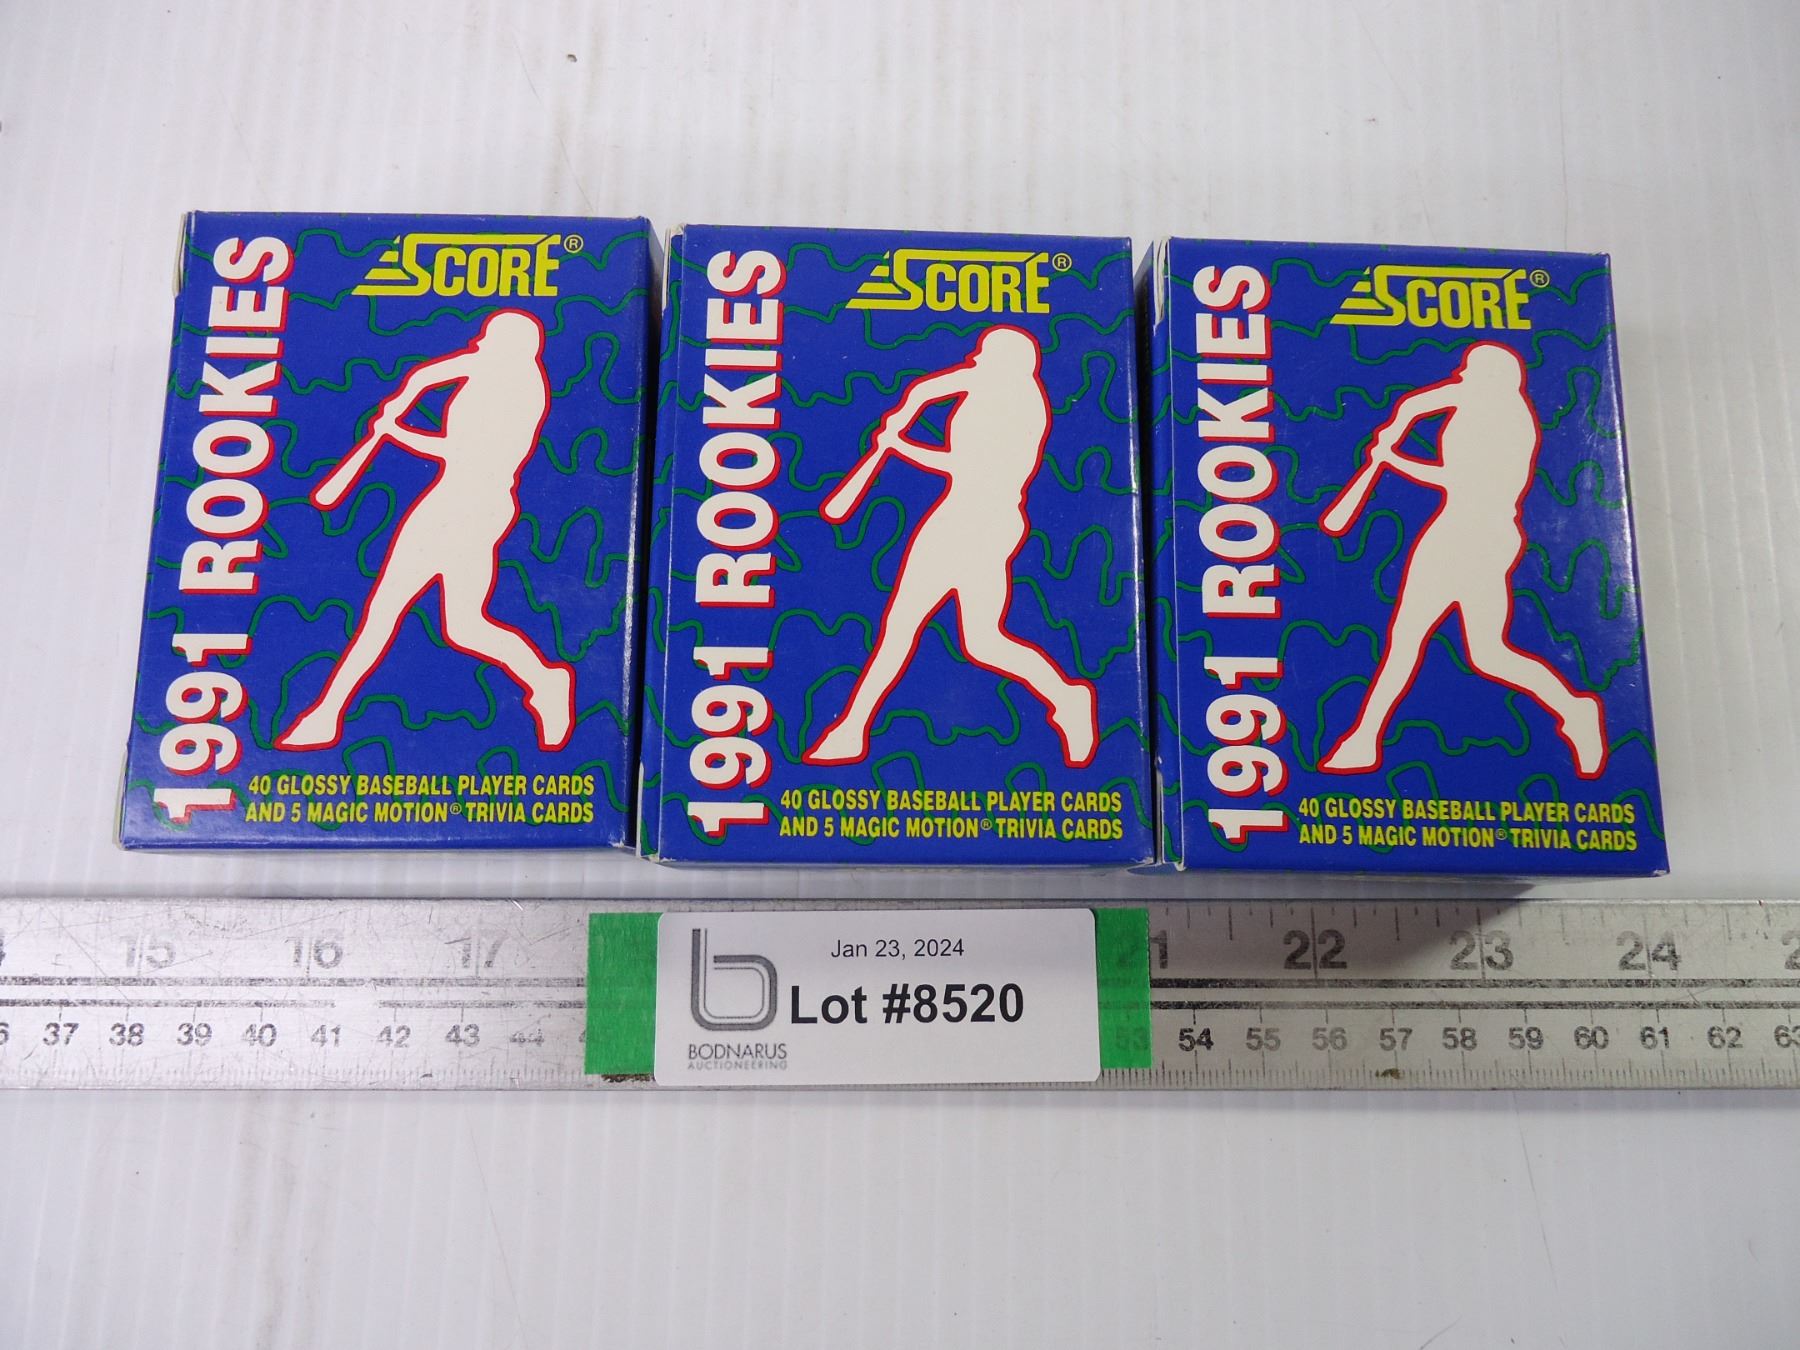 SCORE®
1991 ROOKIES
40 GLOSSY BASEBALL PLAYER CARDS
AND 5 MAGIC MOTION® TRIVIA CARDS
SCORE®
1991 ROOKIES
40 GLOSSY BASEBALL PLAYER CARDS
AND 5 MAGIC MOTION® TRIVIA CARDS
SCORE®
1991 ROOKIES
40 GLOSSY BASEBALL PLAYER CARDS
AND 5 MAGIC MOTION® TRIVIA CARDS
15 16 17 21 22 23 24
Jan 23, 2024
Lot #8520
BODNARUS
AUCTIONEERING
37 38 39 40 41 42 43 44 53 54 55 56 57 58 59 60 61 62 63